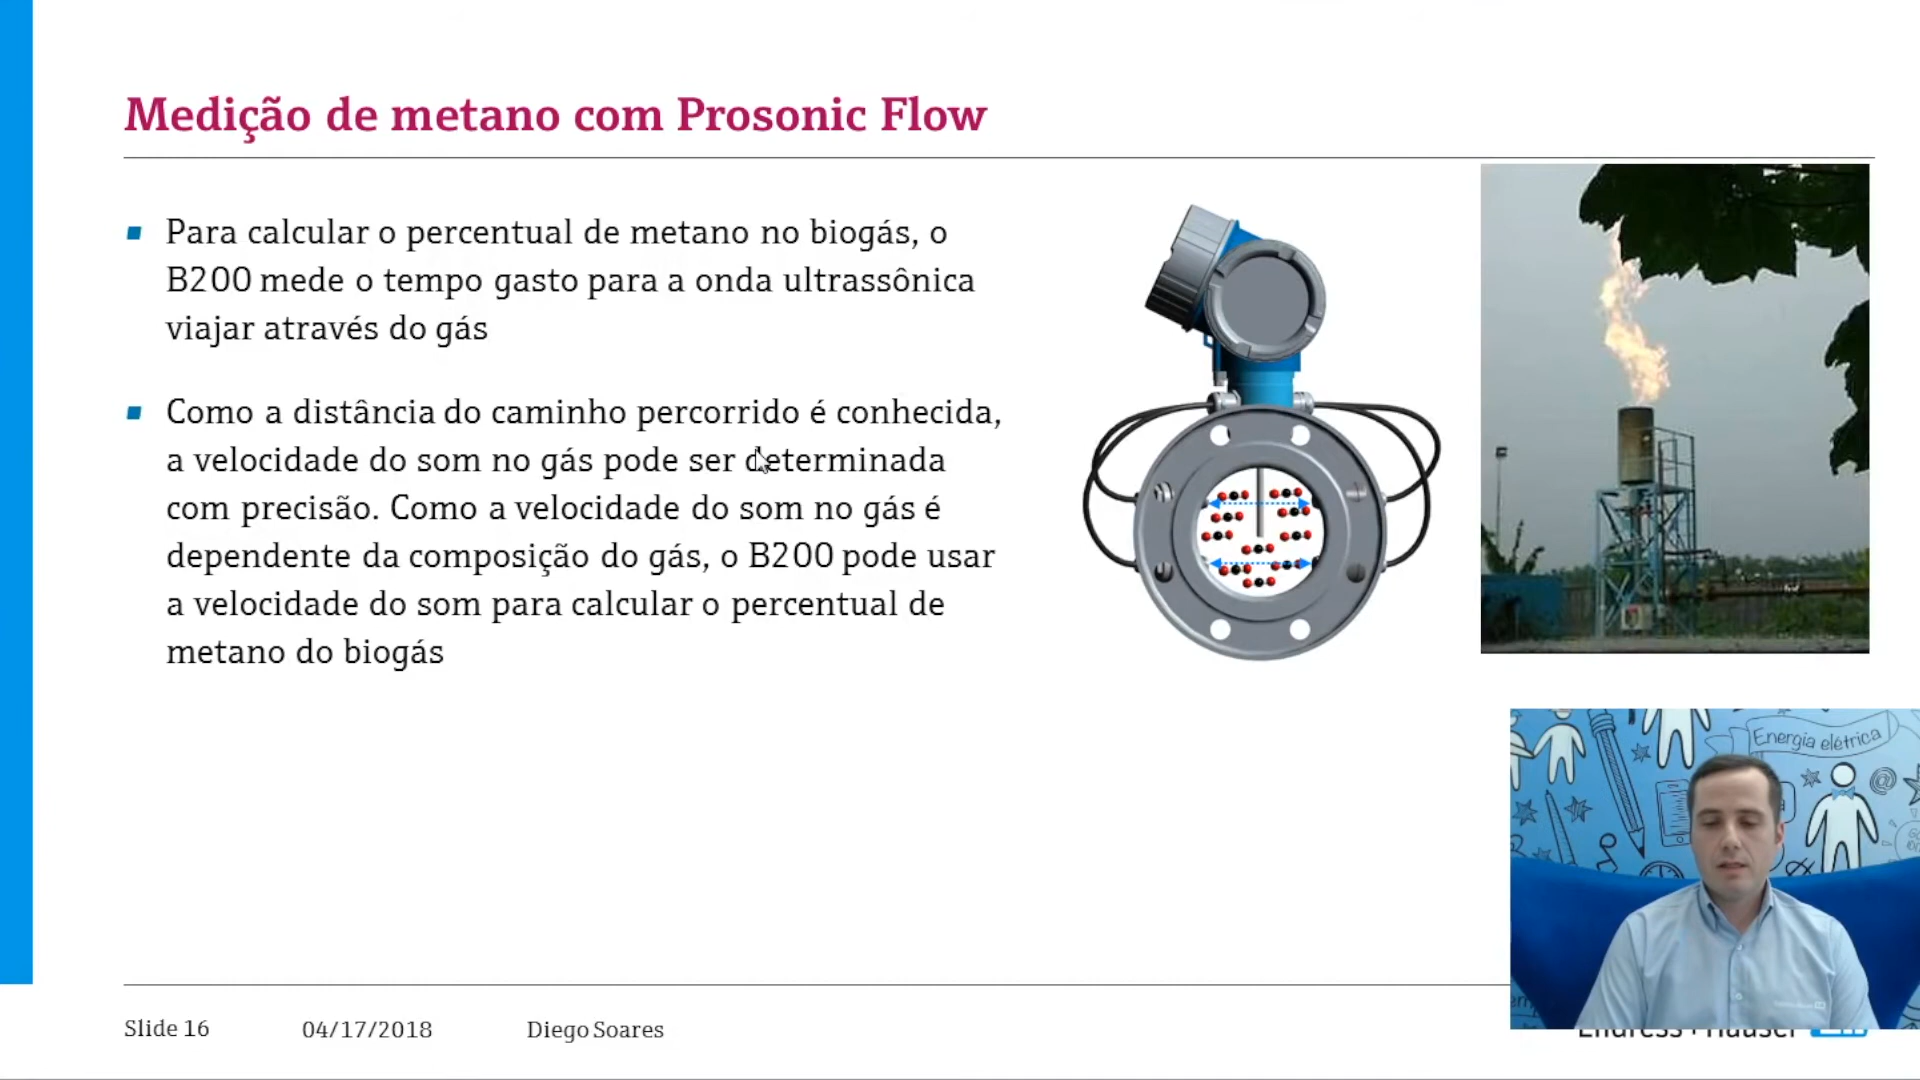 Medição de metano com Prosonic Flow
Para calcular o percentual de metano no biogás, o
B200 mede o tempo gasto para a onda ultrassônica
viajar através do gás
Como a distância do caminho percorrido é conhecida,
a velocidade do som no gás pode ser determinada
com precisão. Como a velocidade do som no gás é
dependente da composição do gás, o B200 pode usar
a velocidade do som para calcular o percentual de
metano do biogás
Energia elétrica
Slide 16
04/17/2018
Diego Soares
Endress+Hauser